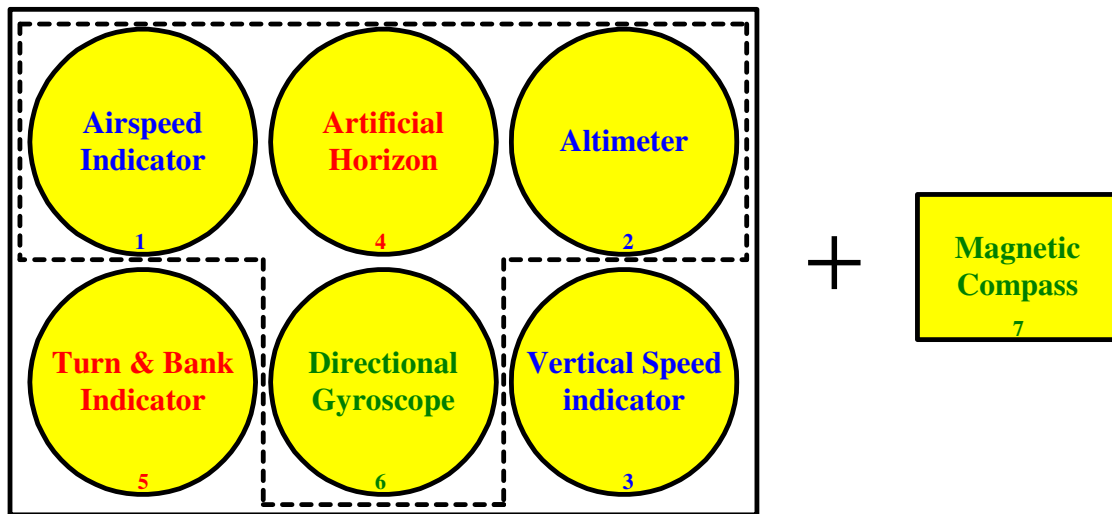 Airspeed
Indicator
1
Artificial
Horizon
4
Altimeter
2
Turn & Bank
Indicator
5
Directional
Gyroscope
6
Vertical Speed
indicator
3
+
Magnetic
Compass
7